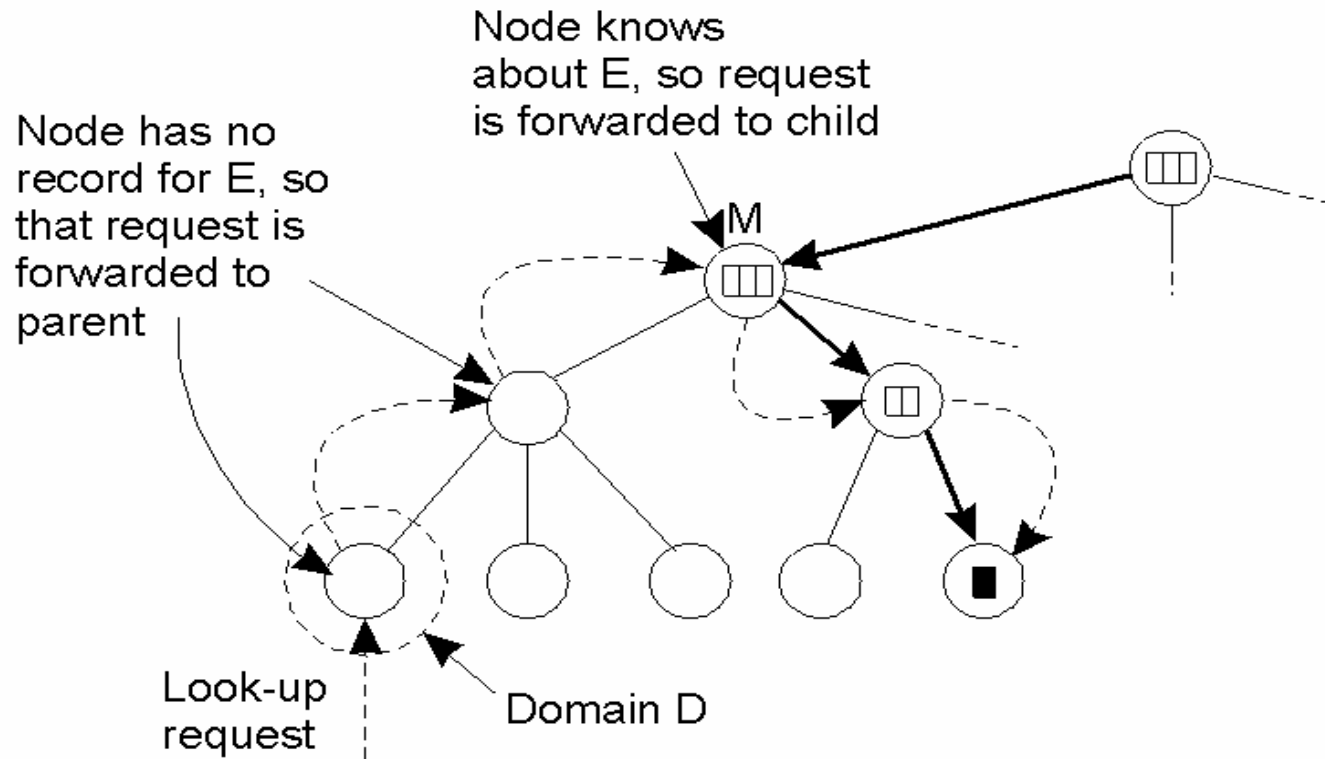 Node knows
about E, so request
is forwarded to child
Node has no
record for E, so
that request is
forwarded to
parent
M
Look-up
request
Domain D